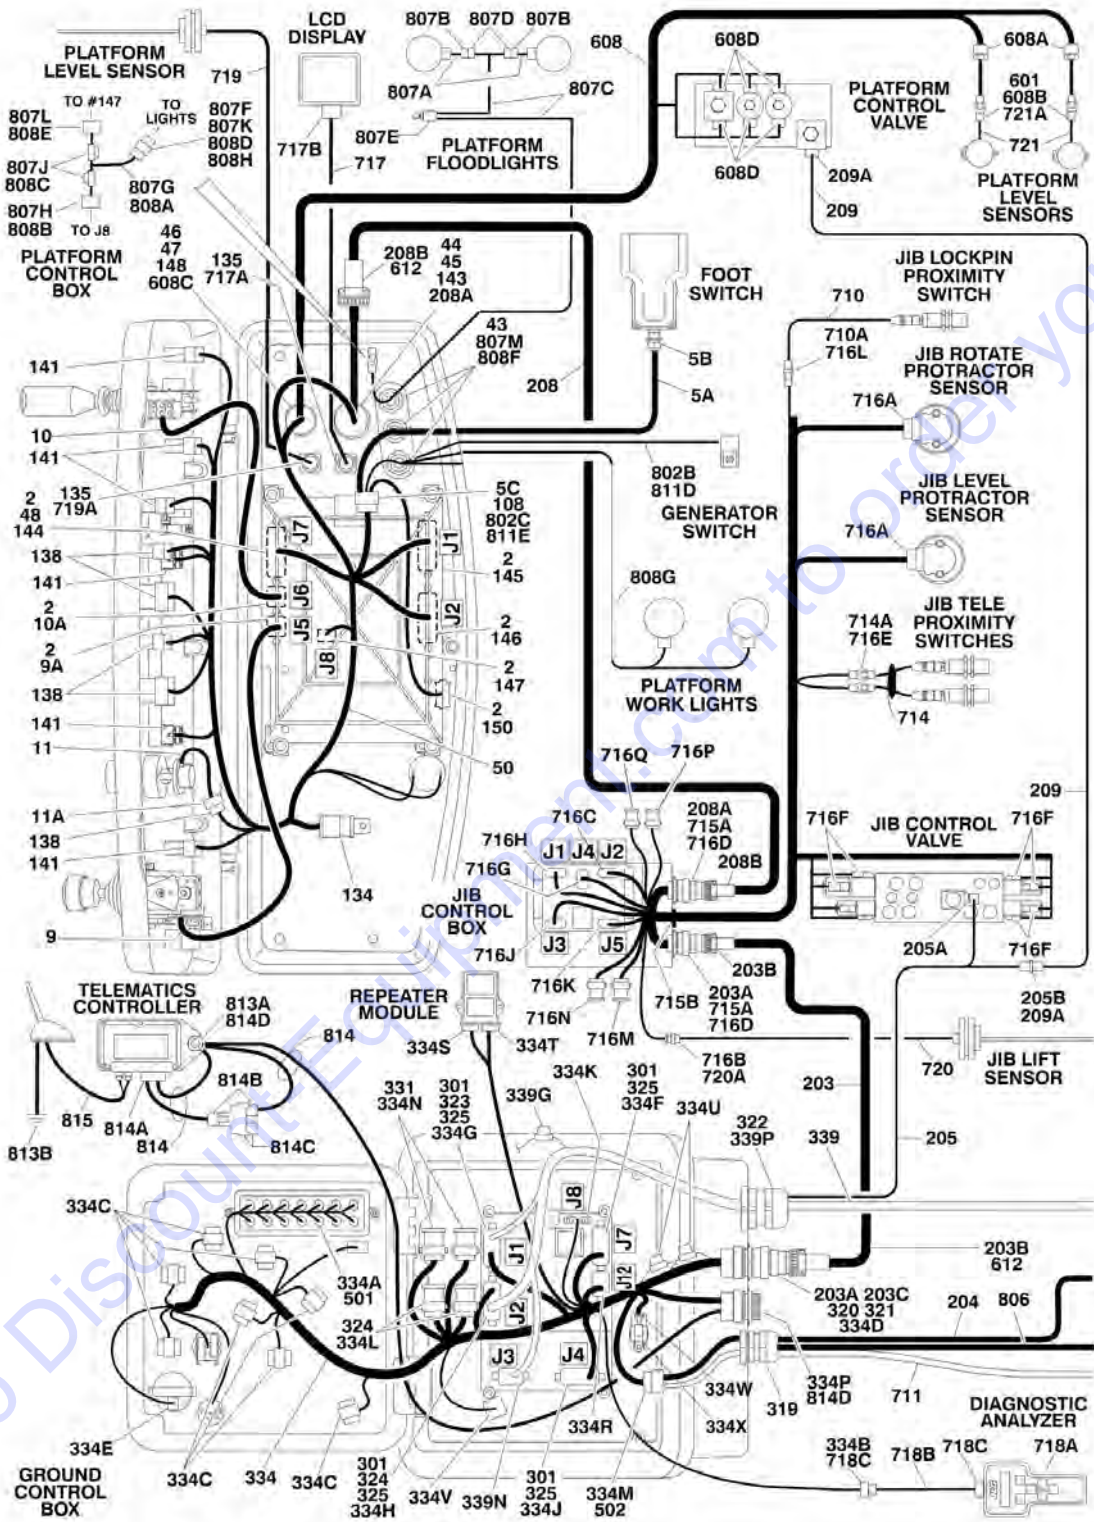 PLATFORM
LEVEL SENSOR
719
LCD
DISPLAY
717B
717
807B 807D 807B
807A
807C
807E
PLATFORM
FLOODLIGHTS
608
608D
608D
PLATFORM
CONTROL
VALVE
209A
209
608A
601
608B
721A
721
PLATFORM
LEVEL
SENSORS
TO #147
TO
LIGHTS
807L
808E
807J
808C
807H
808B
807F
807K
808D
808H
807G
808A
TO J8
PLATFORM
CONTROL
BOX
46
47
148
608C
135
717A
208B
612
44
45
143
208A
43
807M
808F
208
FOOT
SWITCH
5B
5A
JIB LOCKPIN
PROXIMITY
SWITCH
710
710A
716L
JIB ROTATE
PROTRACTOR
SENSOR
716A
JIB LEVEL
PROTRACTOR
SENSOR
716A
JIB TELE
PROXIMITY
SWITCHES
714A
716E
714
141
10
141
2
48
144
135
719A
138
141
2
10A
2
9A
138
141
11
11A
138
141
9
J7
J6
J5
J8
J1
J2
5C
108
802C
811E
2
145
2
146
2
147
2
150
50
134
802B
811D
GENERATOR
SWITCH
808G
PLATFORM
WORK LIGHTS
716Q
716P
716C
716H
716G
J1 J4 J2
J3
J5
JIB
CONTROL
BOX
716J
716K
716N
716M
715B
208A
715A
716D
208B
203B
203A
715A
716D
716B
720A
209
716F
716F
JIB CONTROL
VALVE
205A
716F
205B
209A
720
JIB LIFT
SENSOR
203
205
TELEMATICS
CONTROLLER
813A
814D
814
814B
814C
814A
814
815
813B
REPEATER
MODULE
334S
334T
331
334N
301
323
325
334G
339G
334K
301
325
334F
334U
322
339P
339
334C
334A
501
324
334L
J1
J2
J3
J4
J8
J7
J12
203B
612
203A 203C
320 321
334D
204
806
334W
334X
334P
814D
319
711
334R
334E
334C
334
334C
301
324
325
334H
334V
339N
301
325
334J
334M
502
GROUND
CONTROL
BOX
DIAGNOSTIC
ANALYZER
334B
718C
718B
718C
718A
DiscountEquipment.com to order yo